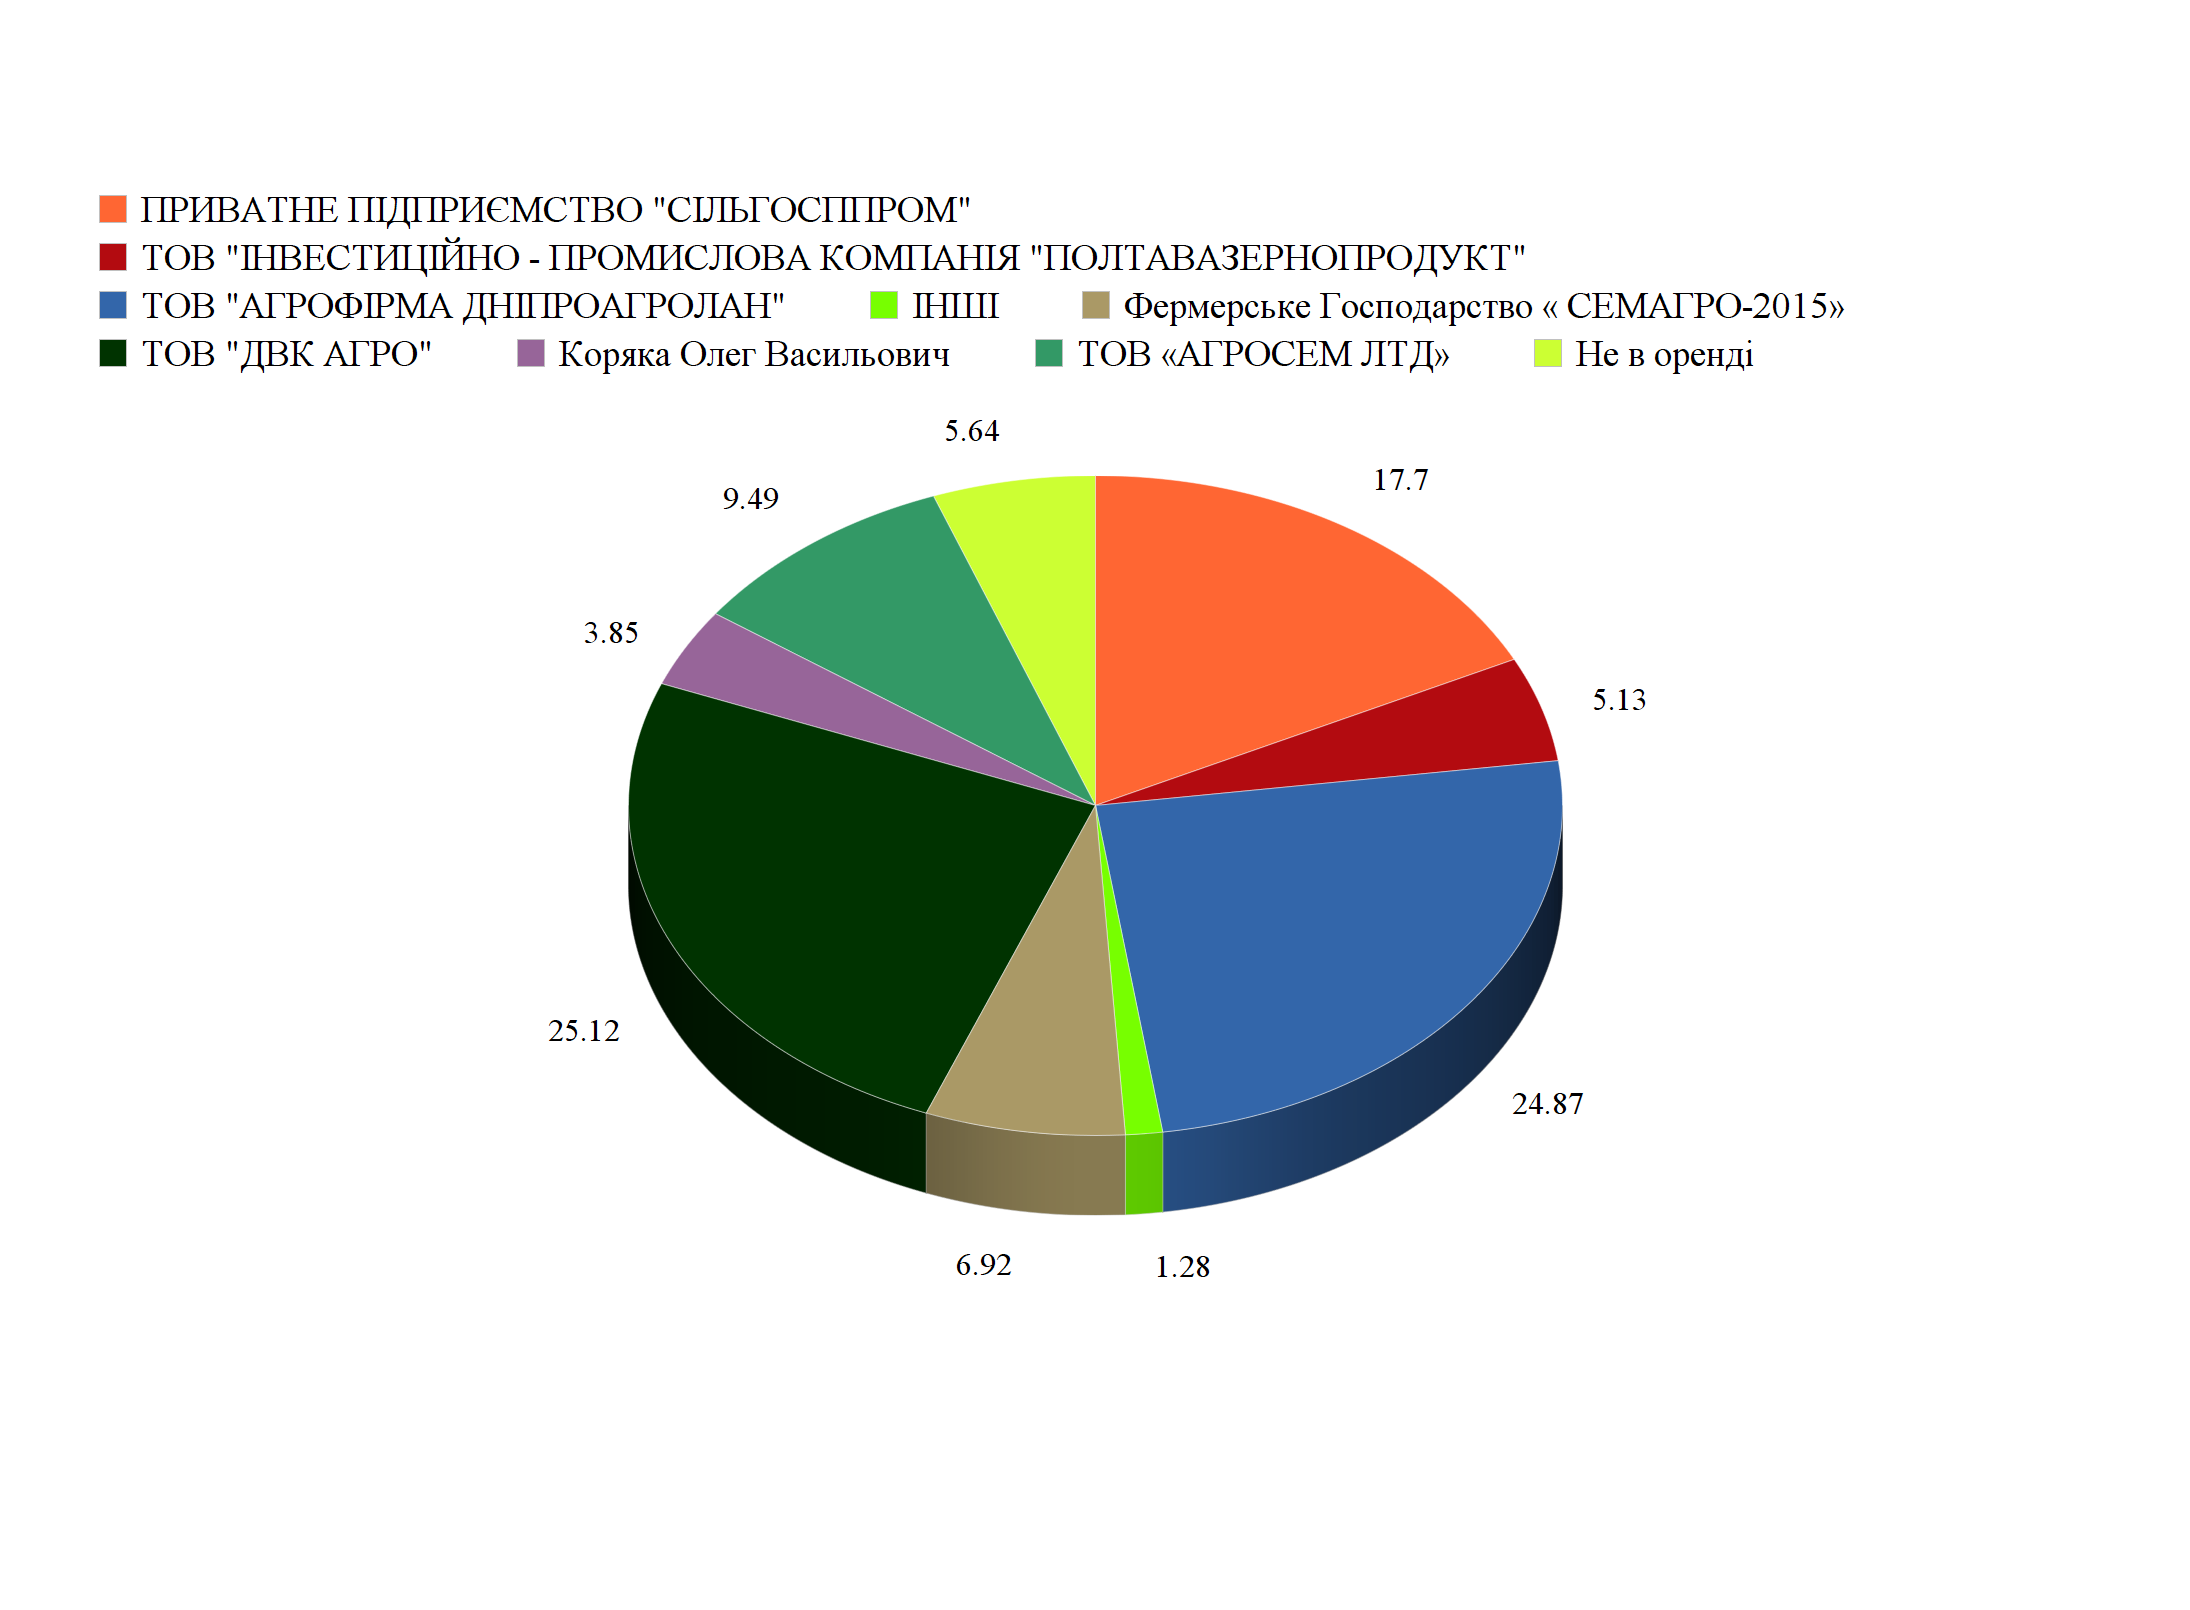 ПРИВАТНЕ ПІДПРИЄМСТВО "СІЛЬГОСППРОМ"
ТОВ "ІНВЕСТИЦІЙНО - ПРОМИСЛОВА КОМПАНІЯ "ПОЛТАВАЗЕРНОПРОДУКТ"
ТОВ "АГРОФІРМА ДНІПРОАГРОЛАН" ІНШІ Фермерське Господарство « СЕМАГРО-2015»
ТОВ "ДВК АГРО" Коряка Олег Васильович ТОВ «АГРОСЕМ ЛТД» Не в оренді
5.64
17.7
9.49
3.85
5.13
25.12
24.87
6.92
1.28